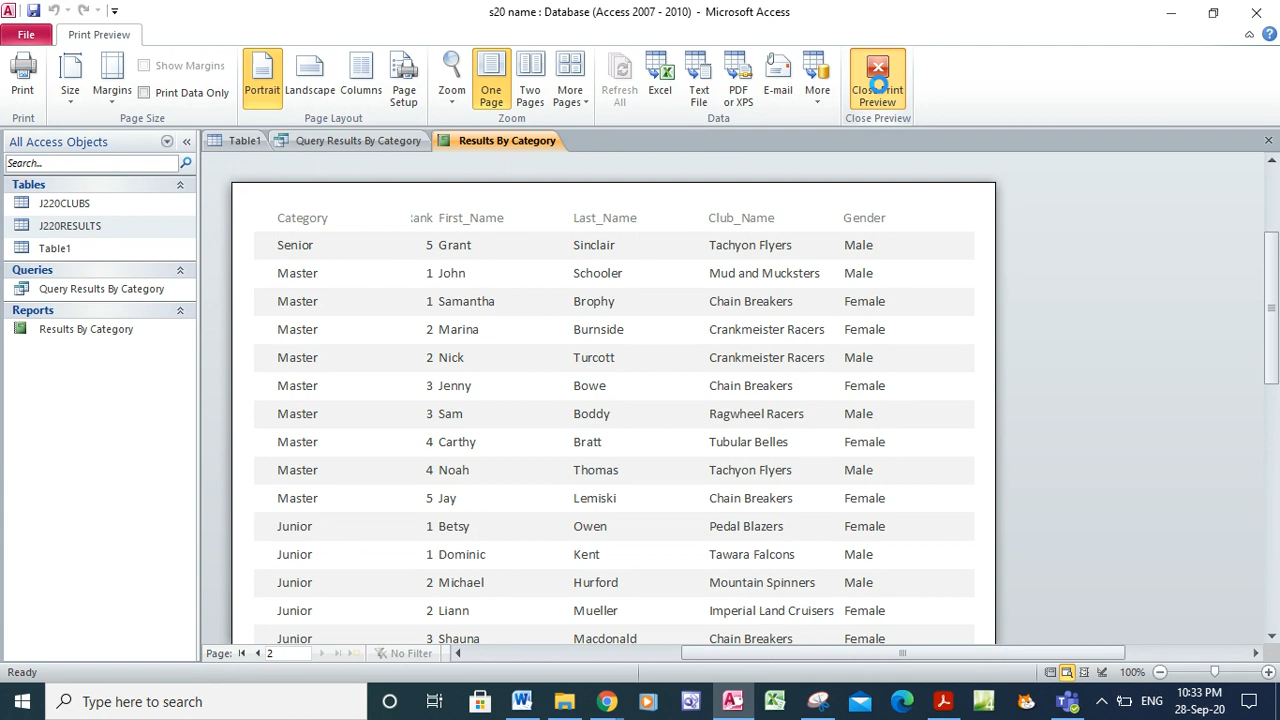 s20 name : Database (Access 2007 - 2010) - Microsoft Access
File Print Preview
Print
Size
Margins
Show Margins
Print Data Only
Portrait
Landscape
Columns
Page Setup
Zoom
One Page
Two Pages
More Pages
Refresh All
Excel
Text File
PDF or XPS
E-mail
More
Close Print Preview
Print Page Size Page Layout Zoom Data Close Preview
All Access Objects
Search...
Tables
J220CLUBS
J220RESULTS
Table1
Queries
Query Results By Category
Reports
Results By Category
Table1 Query Results By Category Results By Category
Category ank First_Name Last_Name Club_Name Gender
Senior 5 Grant Sinclair Tachyon Flyers Male
Master 1 John Schooler Mud and Mucksters Male
Master 1 Samantha Brophy Chain Breakers Female
Master 2 Marina Burnside Crankmeister Racers Female
Master 2 Nick Turcott Crankmeister Racers Male
Master 3 Jenny Bowe Chain Breakers Female
Master 3 Sam Boddy Ragwheel Racers Male
Master 4 Carthy Bratt Tubular Belles Female
Master 4 Noah Thomas Tachyon Flyers Male
Master 5 Jay Lemiski Chain Breakers Female
Junior 1 Betsy Owen Pedal Blazers Female
Junior 1 Dominic Kent Tawara Falcons Male
Junior 2 Michael Hurford Mountain Spinners Male
Junior 2 Liann Mueller Imperial Land Cruisers Female
Junior 3 Shauna Macdonald Chain Breakers Female
Page: 2 No Filter
Ready 100%
Type here to search
ENG
10:33 PM
28-Sep-20